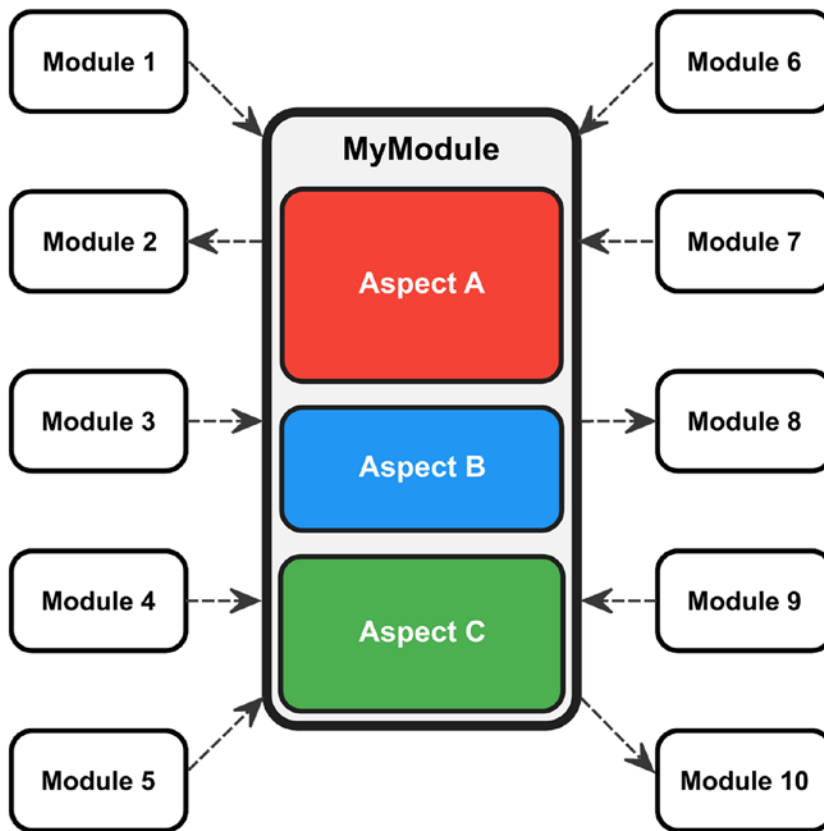 Module 1
Module 6
MyModule
Module 2
Aspect A
Module 7
Module 3
Aspect B
Module 8
Module 4
Aspect C
Module 9
Module 5
Module 10